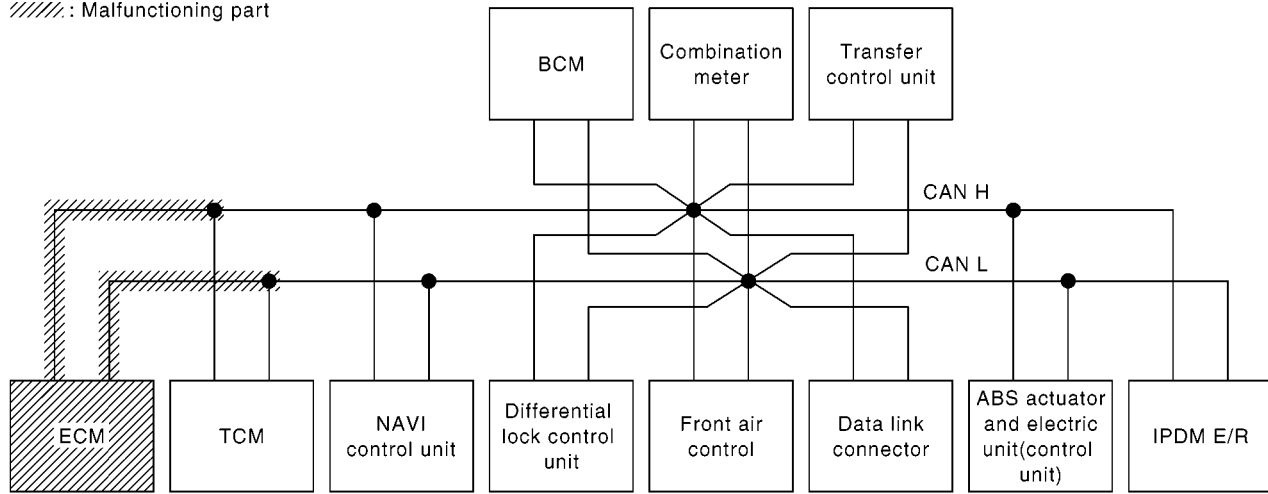 : Malfunctioning part
BCM
Combination
meter
Transfer
control unit
CAN H
CAN L
ECM
TCM
NAVI
control unit
Differential
lock control
unit
Front air
control
Data link
connector
ABS actuator
and electric
unit(control
unit)
IPDM E/R